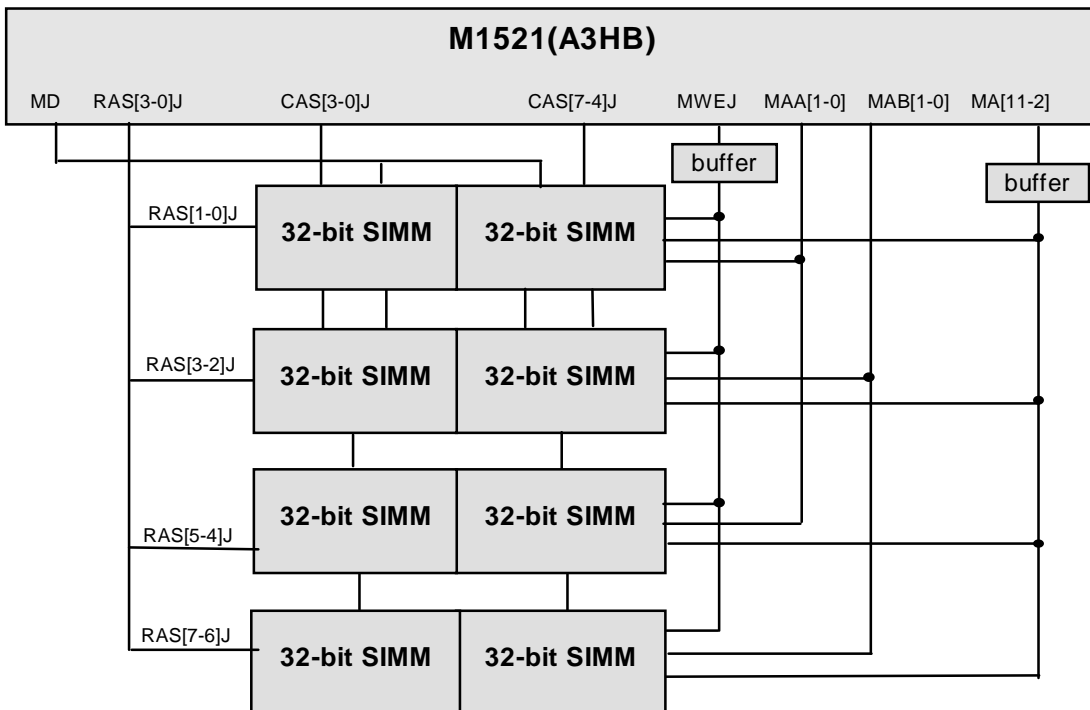 M1521(A3HB)
MD RAS[3-0]J CAS[3-0]J CAS[7-4]J MWEJ MAA[1-0] MAB[1-0] MA[11-2]
buffer
buffer
RAS[1-0]J
32-bit SIMM 32-bit SIMM
RAS[3-2]J
32-bit SIMM 32-bit SIMM
32-bit SIMM 32-bit SIMM
RAS[5-4]J
RAS[7-6]J
32-bit SIMM 32-bit SIMM